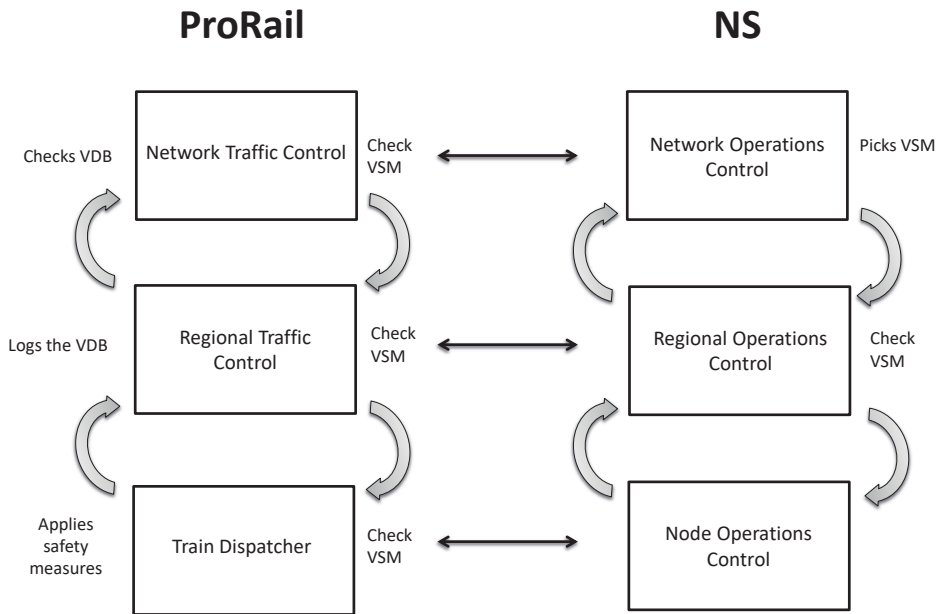 ProRail
NS
Checks VDB
Network Traffic Control
Check
VSM
Network Operations
Control
Picks VSM
Logs the VDB
Regional Traffic
Control
Check
VSM
Regional Operations
Control
Check
VSM
Applies
safety
measures
Train Dispatcher
Check
VSM
Node Operations
Control